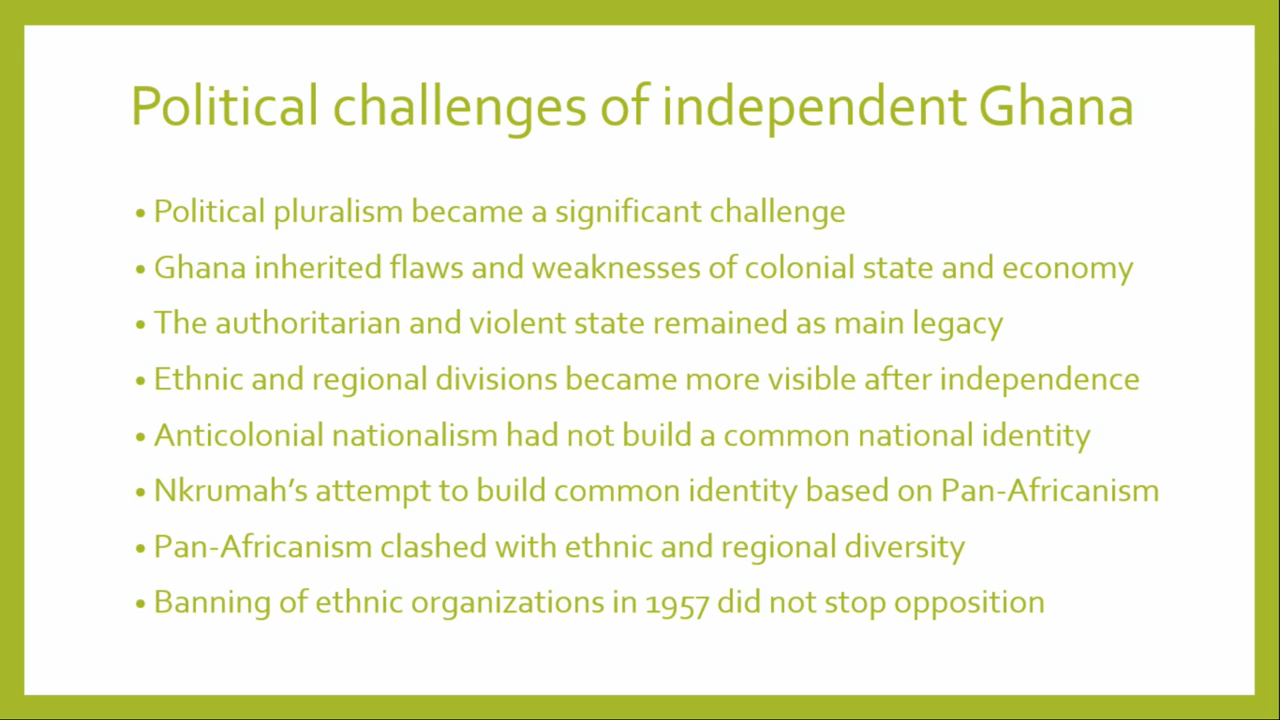 Political challenges of independent Ghana
• Political pluralism became a significant challenge
• Ghana inherited flaws and weaknesses of colonial state and economy
• The authoritarian and violent state remained as main legacy
• Ethnic and regional divisions became more visible after independence
• Anticolonial nationalism had not build a common national identity
• Nkrumah’s attempt to build common identity based on Pan-Africanism
• Pan-Africanism clashed with ethnic and regional diversity
• Banning of ethnic organizations in 1957 did not stop opposition